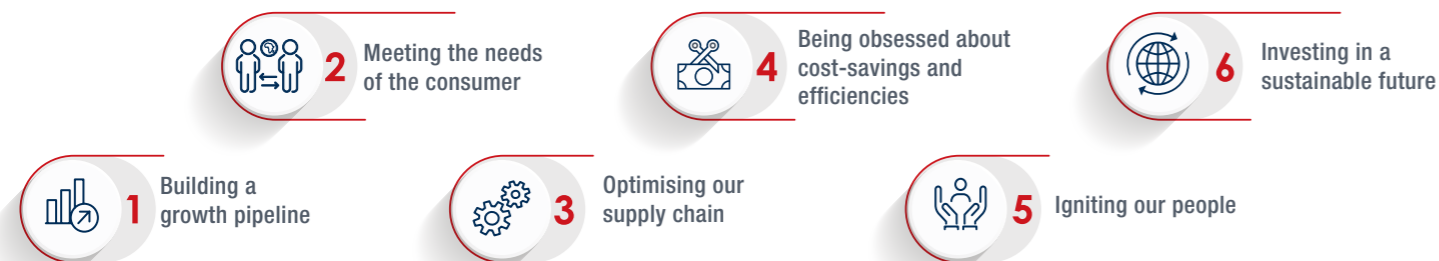 1
Building a
growth pipeline
2
Meeting the needs
of the consumer
3
Optimising our
supply chain
4
Being obsessed about
cost-savings and
efficiencies
5
Igniting our people
6
Investing in a
sustainable future